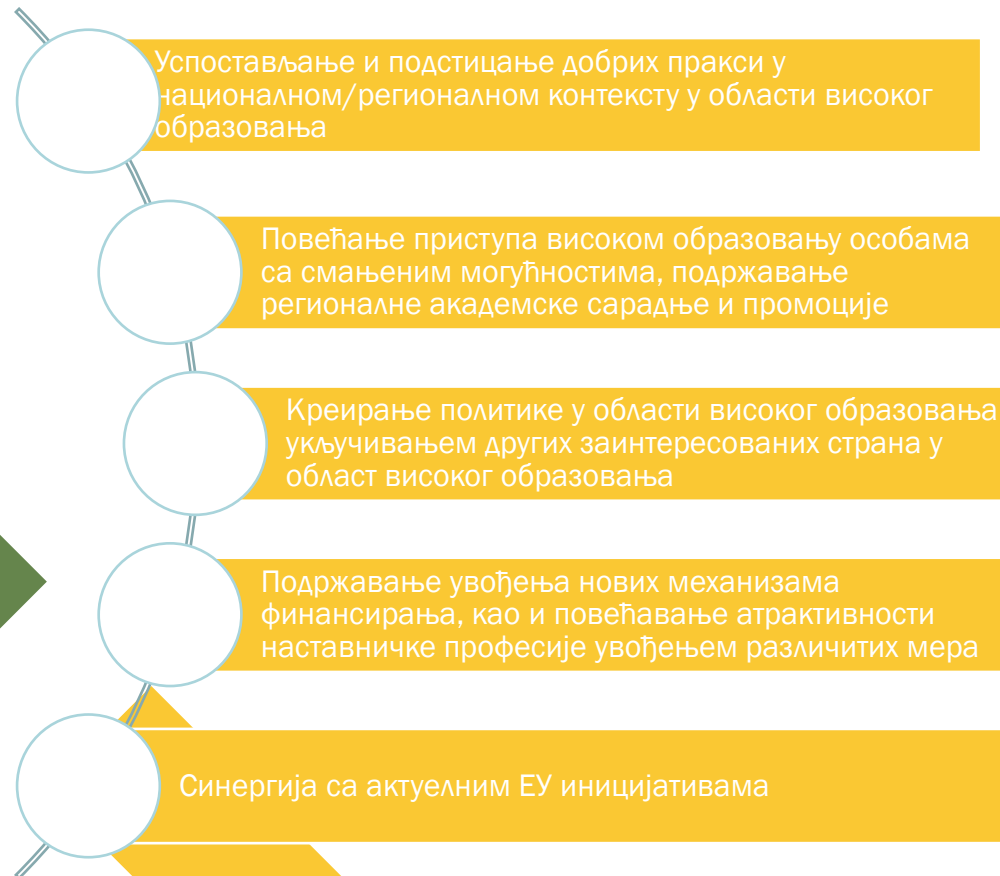 Успостављање и подстицање добрих пракси у
националном/регионалном контексту у области високог
образовања
Повећање приступа високом образовању особама
са смањеним могућностима, подржавање
регионалне академске сарадње и промоције
Креирање политике у области високог образовања
укључивањем других заинтересованих страна у
област високог образовања
Подржавање увођења нових механизама
финансирања, као и повећавање атрактивности
наставничке професије увођењем различитих мера
Синергија са актуелним ЕУ иницијативама